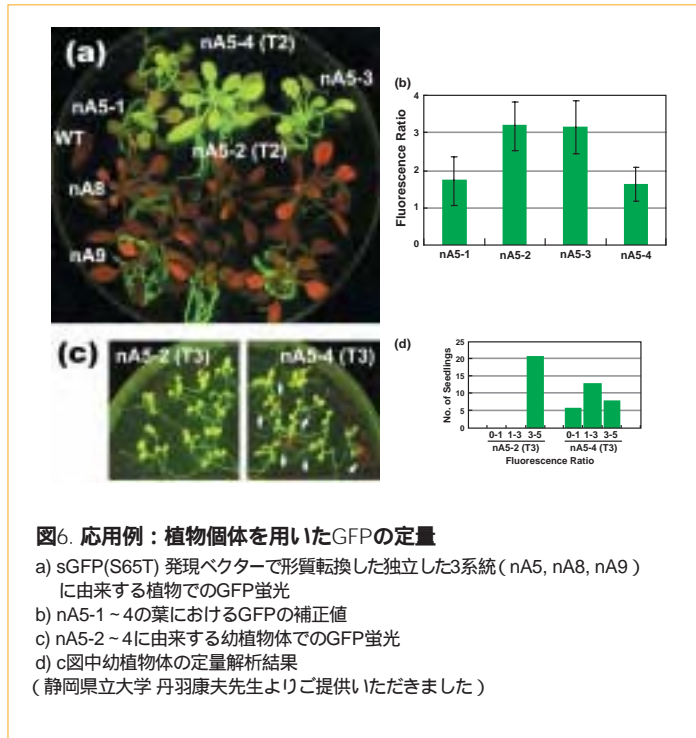 (a)
nA5-4 (T2)
nA5-3
nA5-1
WT
nA5-2 (T2)
nA8
nA9
(b)
Fluorescence Ratio
4
3
2
1
0
nA5-1 nA5-2 nA5-3 nA5-4
(c)
nA5-2 (T3)
nA5-4 (T3)
(d)
No. of Seedlings
25
20
15
10
5
0
0-1 1-3 3-5 0-1 1-3 3-5
nA5-2 (T3) nA5-4 (T3)
Fluorescence Ratio
図6. 応用例：植物個体を用いたGFPの定量
a) sGFP(S65T) 発現ベクターで形質転換した独立した3系統（nA5, nA8, nA9）
に由来する植物でのGFP蛍光
b) nA5-1～4の葉におけるGFPの補正値
c) nA5-2～4に由来する幼植物体でのGFP蛍光
d) c図中幼植物体の定量解析結果
（静岡県立大学 丹羽康夫先生よりご提供いただきました）